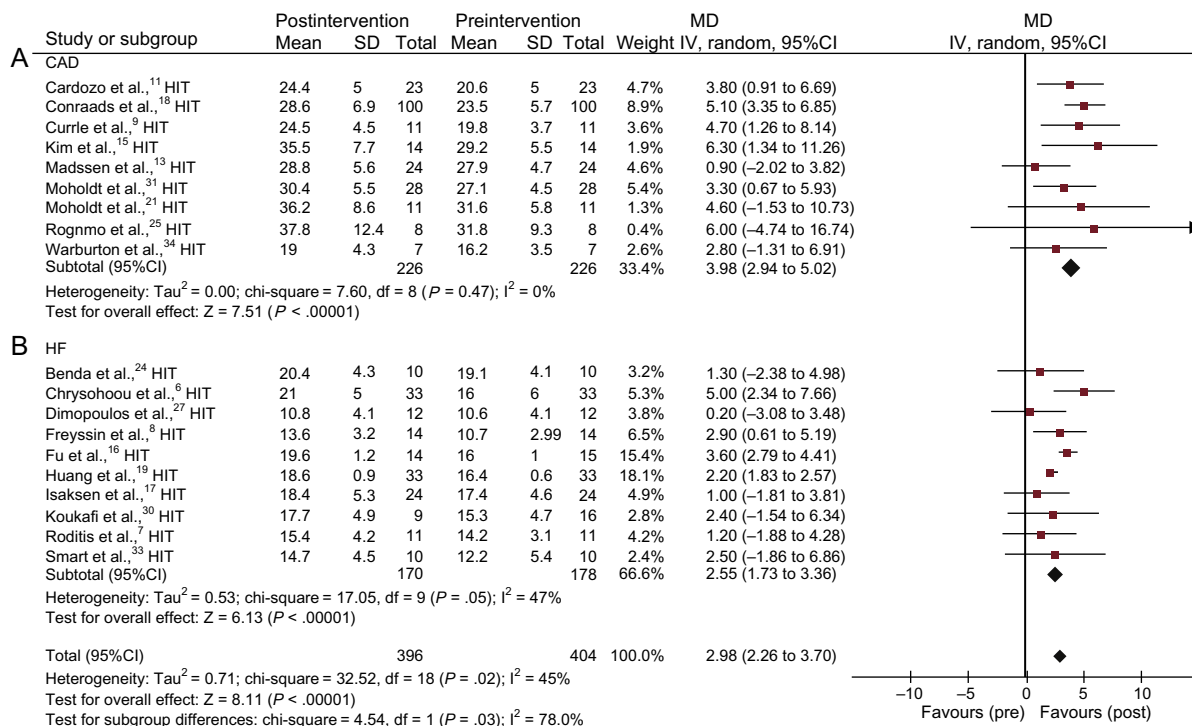 Postintervention Preintervention MD MD
Study or subgroup Mean SD Total Mean SD Total Weight IV, random, 95%CI IV, random, 95%CI
A
CAD
Cardozo et al.,11 HIT 24.4 5 23 20.6 5 23 4.7% 3.80 (0.91 to 6.69)
Conraads et al.,18 HIT 28.6 6.9 100 23.5 5.7 100 8.9% 5.10 (3.35 to 6.85)
Currle et al.,9 HIT 24.5 4.5 11 19.8 3.7 11 3.6% 4.70 (1.26 to 8.14)
Kim et al.,15 HIT 35.5 7.7 14 29.2 5.5 14 1.9% 6.30 (1.34 to 11.26)
Madssen et al.,13 HIT 28.8 5.6 24 27.9 4.7 24 4.6% 0.90 (−2.02 to 3.82)
Moholdt et al.,31 HIT 30.4 5.5 28 27.1 4.5 28 5.4% 3.30 (0.67 to 5.93)
Moholdt et al.,21 HIT 36.2 8.6 11 31.6 5.8 11 1.3% 4.60 (−1.53 to 10.73)
Rognmo et al.,25 HIT 37.8 12.4 8 31.8 9.3 8 0.4% 6.00 (−4.74 to 16.74)
Warburton et al.,34 HIT 19 4.3 7 16.2 3.5 7 2.6% 2.80 (−1.31 to 6.91)
Subtotal (95%CI) 226 226 33.4% 3.98 (2.94 to 5.02)
Heterogeneity: Tau2 = 0.00; chi-square = 7.60, df = 8 (P = 0.47); I2 = 0%
Test for overall effect: Z = 7.51 (P < .00001)
B
HF
Benda et al.,24 HIT 20.4 4.3 10 19.1 4.1 10 3.2% 1.30 (−2.38 to 4.98)
Chrysohoou et al.,6 HIT 21 5 33 16 6 33 5.3% 5.00 (2.34 to 7.66)
Dimopoulos et al.,27 HIT 10.8 4.1 12 10.6 4.1 12 3.8% 0.20 (−3.08 to 3.48)
Freyssin et al.,8 HIT 13.6 3.2 14 10.7 2.99 14 6.5% 2.90 (0.61 to 5.19)
Fu et al.,16 HIT 19.6 1.2 14 16 1 15 15.4% 3.60 (2.79 to 4.41)
Huang et al.,19 HIT 18.6 0.9 33 16.4 0.6 33 18.1% 2.20 (1.83 to 2.57)
Isaksen et al.,17 HIT 18.4 5.3 24 17.4 4.6 24 4.9% 1.00 (−1.81 to 3.81)
Koukafi et al.,30 HIT 17.7 4.9 9 15.3 4.7 16 2.8% 2.40 (−1.54 to 6.34)
Roditis et al.,7 HIT 15.4 4.2 11 14.2 3.1 11 4.2% 1.20 (−1.88 to 4.28)
Smart et al.,33 HIT 14.7 4.5 10 12.2 5.4 10 2.4% 2.50 (−1.86 to 6.86)
Subtotal (95%CI) 170 178 66.6% 2.55 (1.73 to 3.36)
Heterogeneity: Tau2 = 0.53; chi-square = 17.05, df = 9 (P = .05); I2 = 47%
Test for overall effect: Z = 6.13 (P < .00001)
Total (95%CI) 396 404 100.0% 2.98 (2.26 to 3.70)
Heterogeneity: Tau2 = 0.71; chi-square = 32.52, df = 18 (P = .02); I2 = 45%
Test for overall effect: Z = 8.11 (P < .00001)
Test for subgroup differences: chi-square = 4.54, df = 1 (P = .03); I2 = 78.0%
−10 −5 0 5 10
Favours (pre) Favours (post)